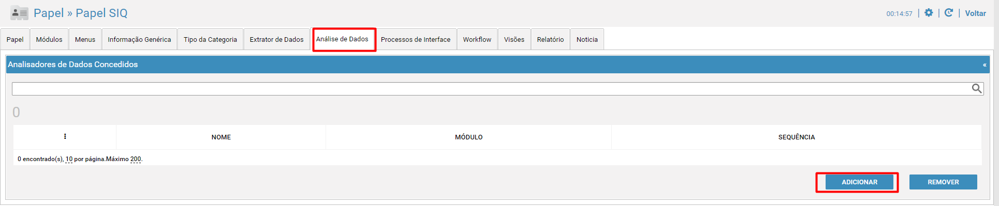 Papel » Papel SIQ
00:14:57 | | | Voltar
Papel Módulos Menus Informação Genérica Tipo da Categoria Extrator de Dados Análise de Dados Processos de Interface Workflow Visões Relatório Noticia
Analisadores de Dados Concedidos «
0
NOME MÓDULO SEQUÊNCIA
0 encontrado(s), 10 por página.Máximo 200.
ADICIONAR REMOVER